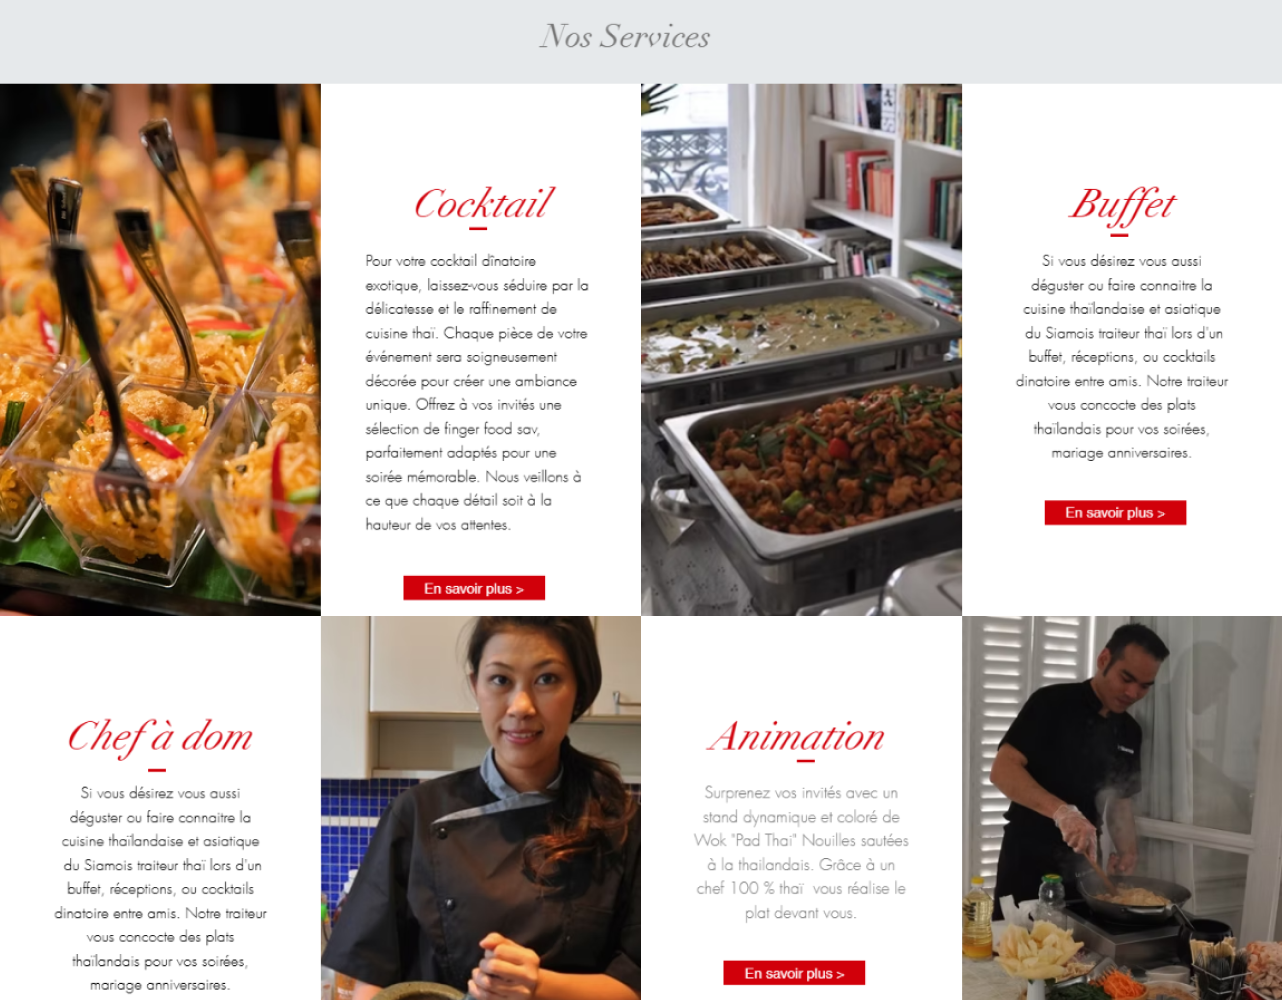 Nos Services
Cocktail
Pour votre cocktail dînatoire
exotique, laissez-vous séduire par la
délicatesse et le raffinement de
cuisine thaï. Chaque pièce de votre
événement sera soigneusement
décorée pour créer une ambiance
unique. Offrez à vos invités une
sélection de finger food sav,
parfaitement adaptés pour une
soirée mémorable. Nous veillons à
ce que chaque détail soit à la
hauteur de vos attentes.
En savoir plus >
Buffet
Si vous désirez vous aussi
déguster ou faire connaitre la
cuisine thaïlandaise et asiatique
du Siamois traiteur thaï lors d'un
buffet, réceptions, ou cocktails
dinatoire entre amis. Notre traiteur
vous concocte des plats
thaïlandais pour vos soirées,
mariage anniversaires.
En savoir plus >
Chef à dom
Si vous désirez vous aussi
déguster ou faire connaitre la
cuisine thaïlandaise et asiatique
du Siamois traiteur thaï lors d'un
buffet, réceptions, ou cocktails
dinatoire entre amis. Notre traiteur
vous concocte des plats
thaïlandais pour vos soirées,
mariage anniversaires.
Animation
Surprenez vos invités avec un
stand dynamique et coloré de
Wok "Pad Thai" Nouilles sautées
à la thailandais. Grâce à un
chef 100 % thaï  vous réalise le
plat devant vous.
En savoir plus >